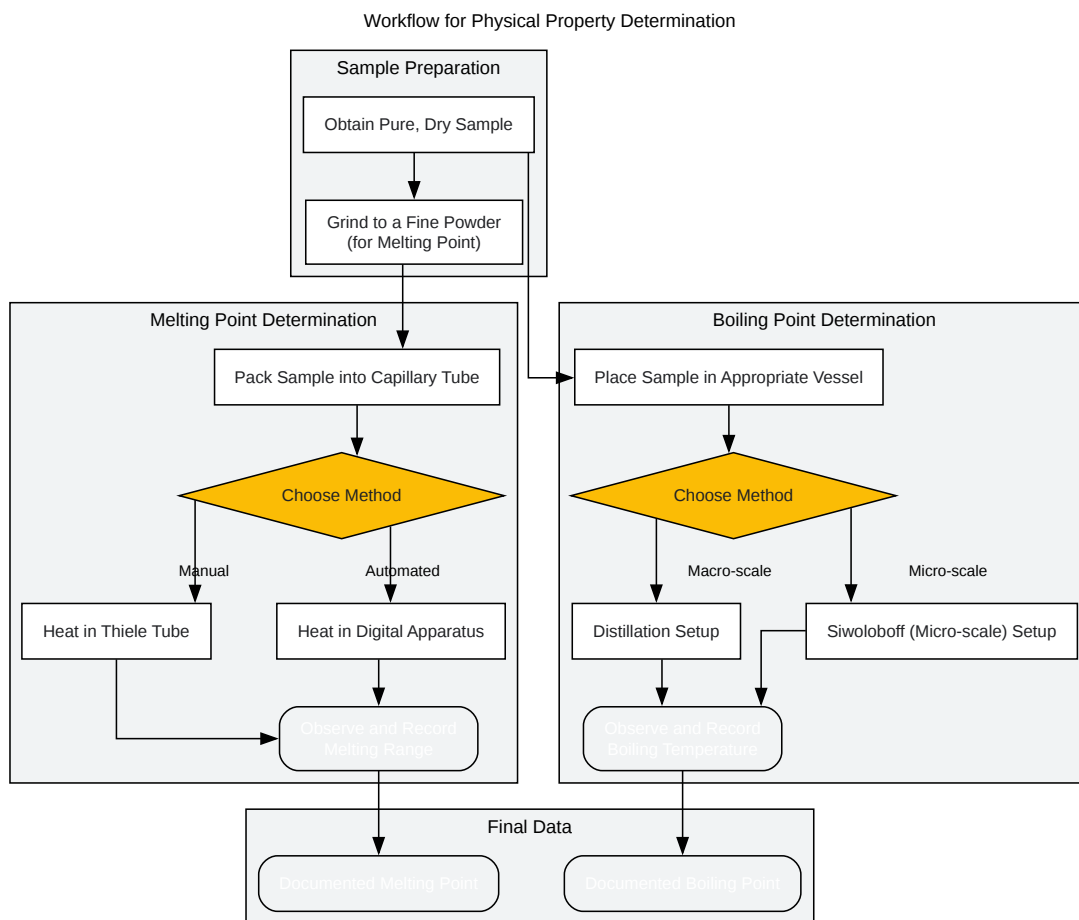 Workflow for Physical Property Determination
Sample Preparation
Obtain Pure, Dry Sample
Grind to a Fine Powder
(for Melting Point)
Melting Point Determination
Pack Sample into Capillary Tube
Choose Method
Manual
Automated
Heat in Thiele Tube
Heat in Digital Apparatus
Observe and Record
Melting Range
Boiling Point Determination
Place Sample in Appropriate Vessel
Choose Method
Macro-scale
Micro-scale
Distillation Setup
Siwoloboff (Micro-scale) Setup
Observe and Record
Boiling Temperature
Final Data
Documented Melting Point
Documented Boiling Point